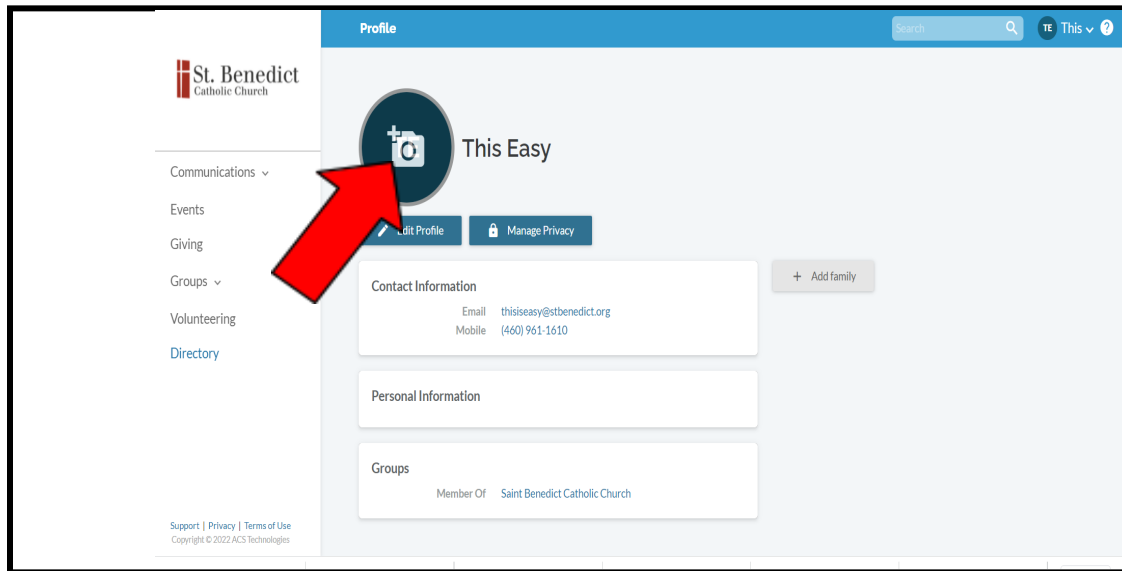 Profile
Search
TE This
?
St. Benedict
Catholic Church
This Easy
Communications
Events
Giving
Groups
Volunteering
Directory
Edit Profile
Manage Privacy
+ Add family
Contact Information
Email thisiseasy@stbenedict.org
Mobile (460) 961-1610
Personal Information
Groups
Member Of Saint Benedict Catholic Church
Support | Privacy | Terms of Use
Copyright © 2022 ACS Technologies